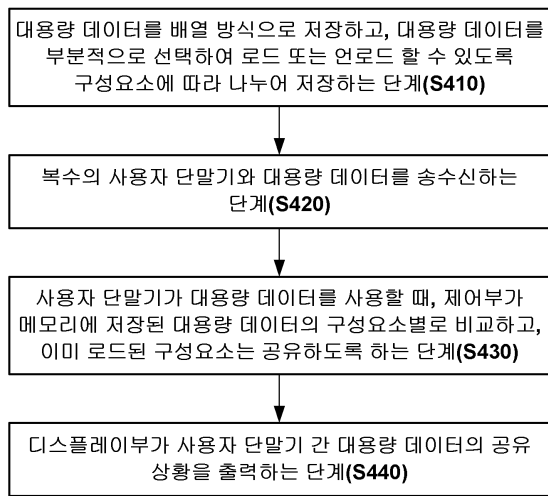 대용량 데이터를 배열 방식으로 저장하고, 대용량 데이터를
부분적으로 선택하여 로드 또는 언로드 할 수 있도록
구성요소에 따라 나누어 저장하는 단계(S410)
복수의 사용자 단말기와 대용량 데이터를 송수신하는
단계(S420)
사용자 단말기가 대용량 데이터를 사용할 때, 제어부가
메모리에 저장된 대용량 데이터의 구성요소별로 비교하고,
이미 로드된 구성요소는 공유하도록 하는 단계(S430)
디스플레이부가 사용자 단말기 간 대용량 데이터의 공유
상황을 출력하는 단계(S440)